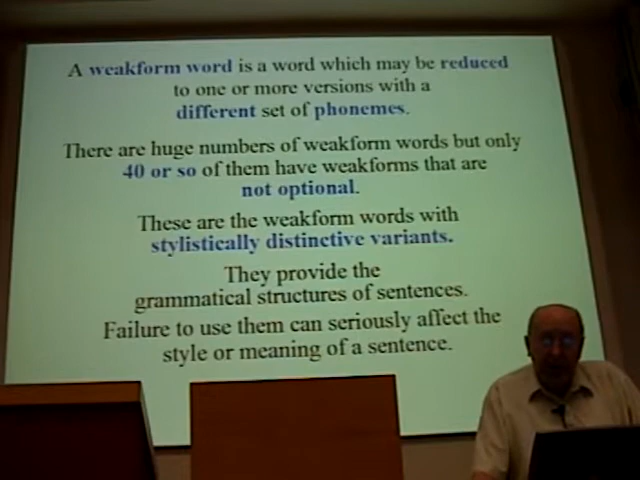 A weakform word is a word which may be reduced
to one or more versions with a
different set of phonemes.
There are huge numbers of weakform words but only
40 or so of them have weakforms that are
not optional.
These are the weakform words with
stylistically distinctive variants.
They provide the
grammatical structures of sentences.
Failure to use them can seriously affect the
style or meaning of a sentence.